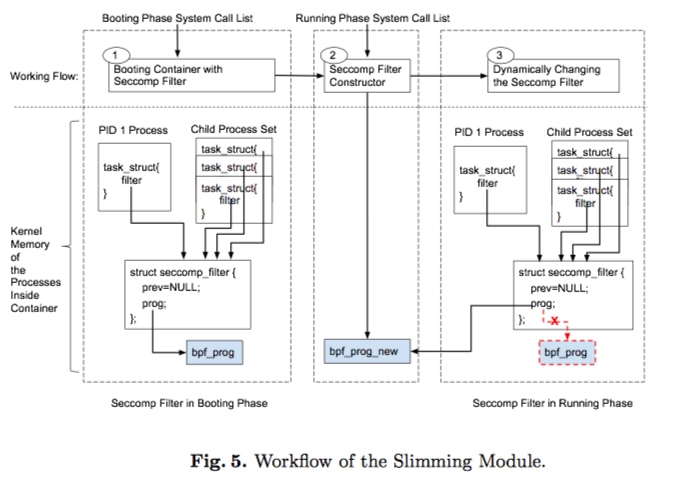 Booting Phase System Call List
Running Phase System Call List
Working Flow:
1
Booting Container with
Seccomp Filter
2
Seccomp Filter
Constructor
3
Dynamically Changing
the Seccomp Filter
Kernel
Memory
of
the
Processes
Inside
Container
PID 1 Process
task_struct{
filter
}
Child Process Set
task_struct{
task_struct{
task_struct{
filter
}
struct seccomp_filter {
prev=NULL;
prog;
};
bpf_prog
Seccomp Filter in Booting Phase
bpf_prog_new
PID 1 Process
task_struct{
filter
}
Child Process Set
task_struct{
task_struct{
task_struct{
filter
}
struct seccomp_filter {
prev=NULL;
prog;
};
X
bpf_prog
Seccomp Filter in Running Phase
Fig. 5. Workflow of the Slimming Module.